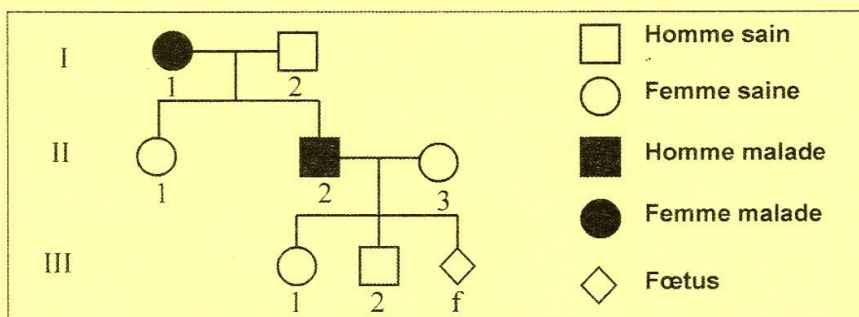 I
1
2
Homme sain
Femme saine
II
1
2
3
Homme malade
Femme malade
III
1
2
f
Fœtus